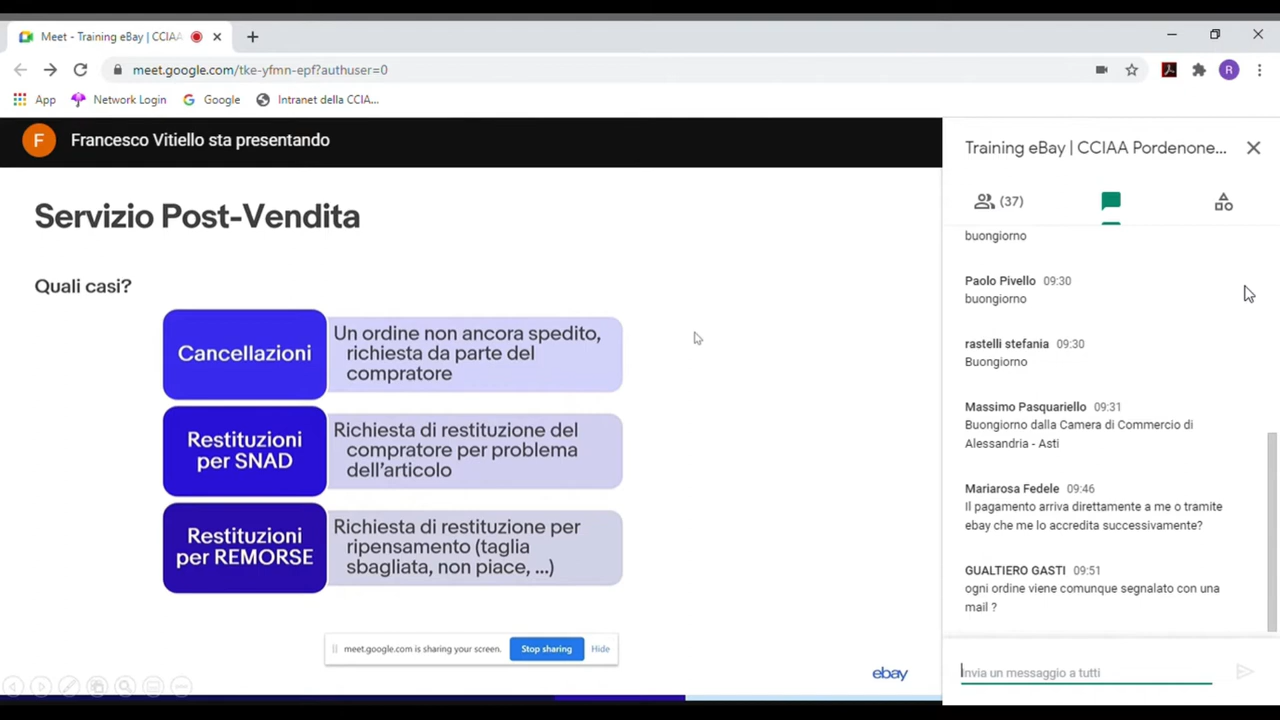 Meet - Training eBay | CCIAA
meet.google.com/tke-yfmn-epf?authuser=0
R
App
Network Login
Google
Intranet della CCIA...
F
Francesco Vitiello sta presentando
Servizio Post-Vendita
Quali casi?
Cancellazioni
Un ordine non ancora spedito,
richiesta da parte del
compratore
Restituzioni
per SNAD
Richiesta di restituzione del
compratore per problema
dell'articolo
Restituzioni
per REMORSE
Richiesta di restituzione per
ripensamento (taglia
sbagliata, non piace, ...)
meet.google.com is sharing your screen.
Stop sharing
Hide
ebay
Training eBay | CCIAA Pordenone...
(37)
buongiorno
Paolo Pivello 09:30
buongiorno
rastelli stefania 09:30
Buongiorno
Massimo Pasquariello 09:31
Buongiorno dalla Camera di Commercio di
Alessandria - Asti
Mariarosa Fedele 09:46
Il pagamento arriva direttamente a me o tramite
ebay che me lo accredita successivamente?
GUALTIERO GASTI 09:51
ogni ordine viene comunque segnalato con una
mail ?
Invia un messaggio a tutti